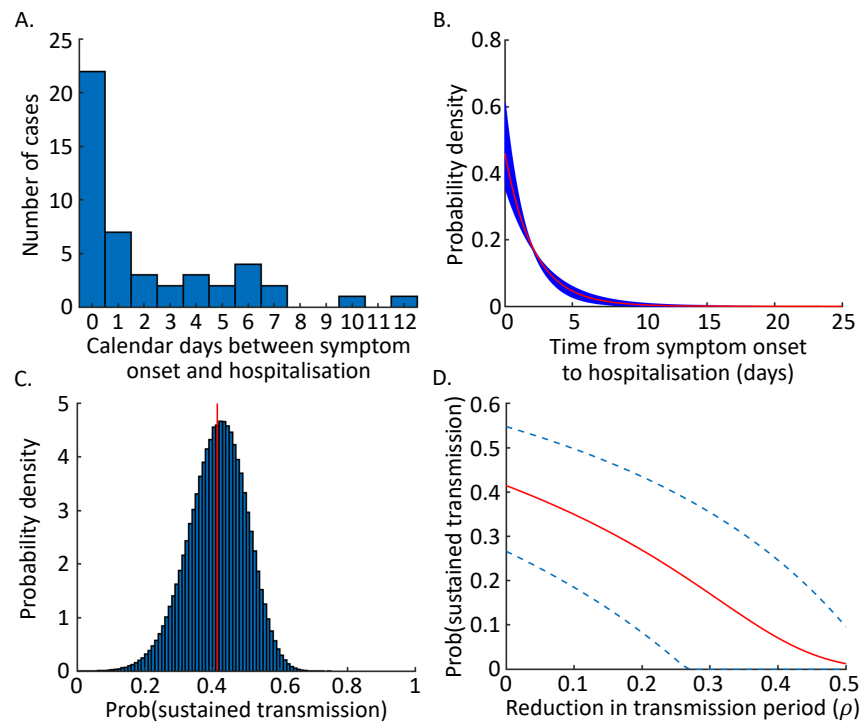 A.
25
20
15
10
5
0
Number of cases
0 1 2 3 4 5 6 7 8 9 10 11 12
Calendar days between symptom
onset and hospitalisation
B.
0.8
0.6
0.4
0.2
0
Probability density
0 5 10 15 20 25
Time from symptom onset
to hospitalisation (days)
C.
5
4
3
2
1
0
Probability density
0 0.2 0.4 0.6 0.8 1
Prob(sustained transmission)
D.
0.6
0.5
0.4
0.3
0.2
0.1
0
Prob(sustained transmission)
0 0.1 0.2 0.3 0.4 0.5
Reduction in transmission period (ρ)